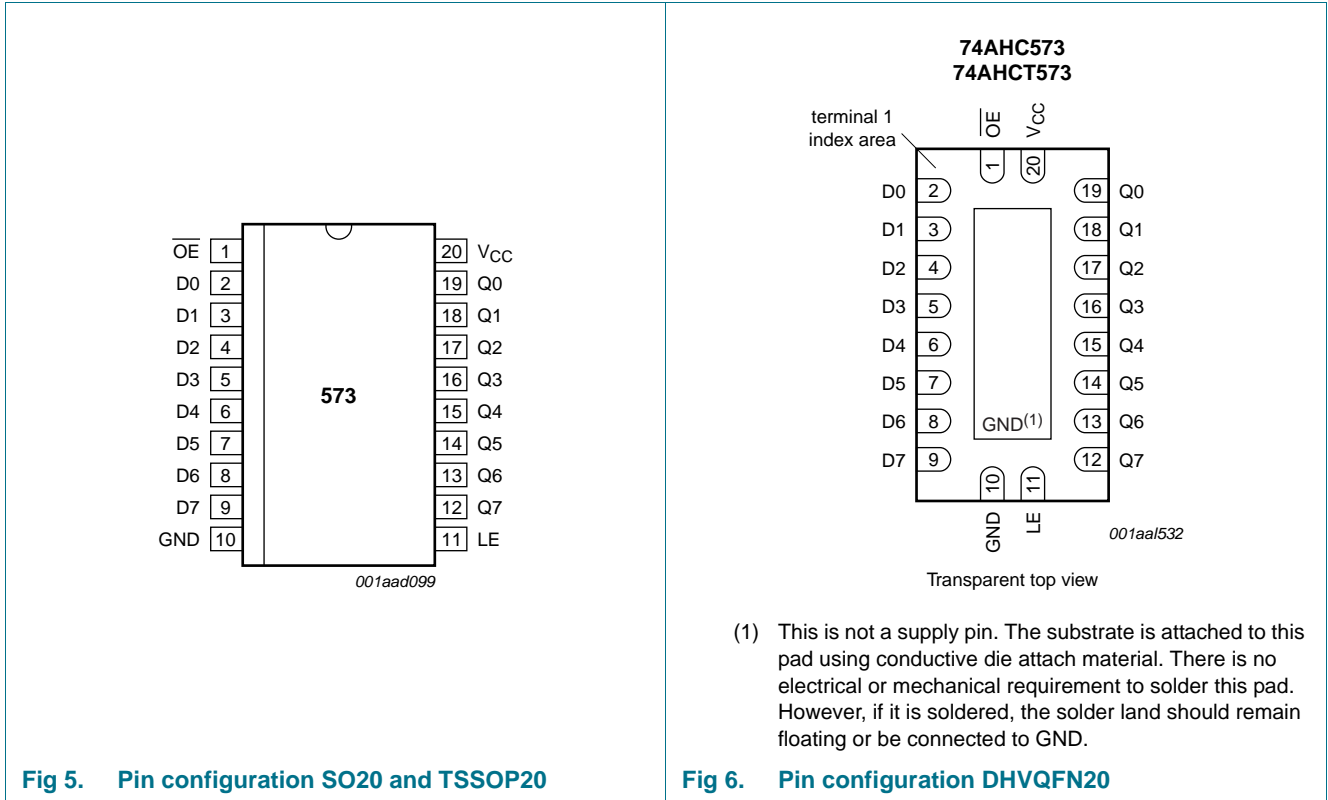 OE 1
D0 2
D1 3
D2 4
D3 5
D4 6
D5 7
D6 8
D7 9
GND 10
573
20 VCC
19 Q0
18 Q1
17 Q2
16 Q3
15 Q4
14 Q5
13 Q6
12 Q7
11 LE
001aad099
Fig 5. Pin configuration SO20 and TSSOP20
74AHC573
74AHCT573
terminal 1
index area
OE
VCC
1
20
D0 2
D1 3
D2 4
D3 5
D4 6
D5 7
D6 8
D7 9
19 Q0
18 Q1
17 Q2
16 Q3
15 Q4
14 Q5
13 Q6
12 Q7
GND(1)
10
11
GND
LE
001aal532
Transparent top view
(1) This is not a supply pin. The substrate is attached to this
pad using conductive die attach material. There is no
electrical or mechanical requirement to solder this pad.
However, if it is soldered, the solder land should remain
floating or be connected to GND.
Fig 6. Pin configuration DHVQFN20